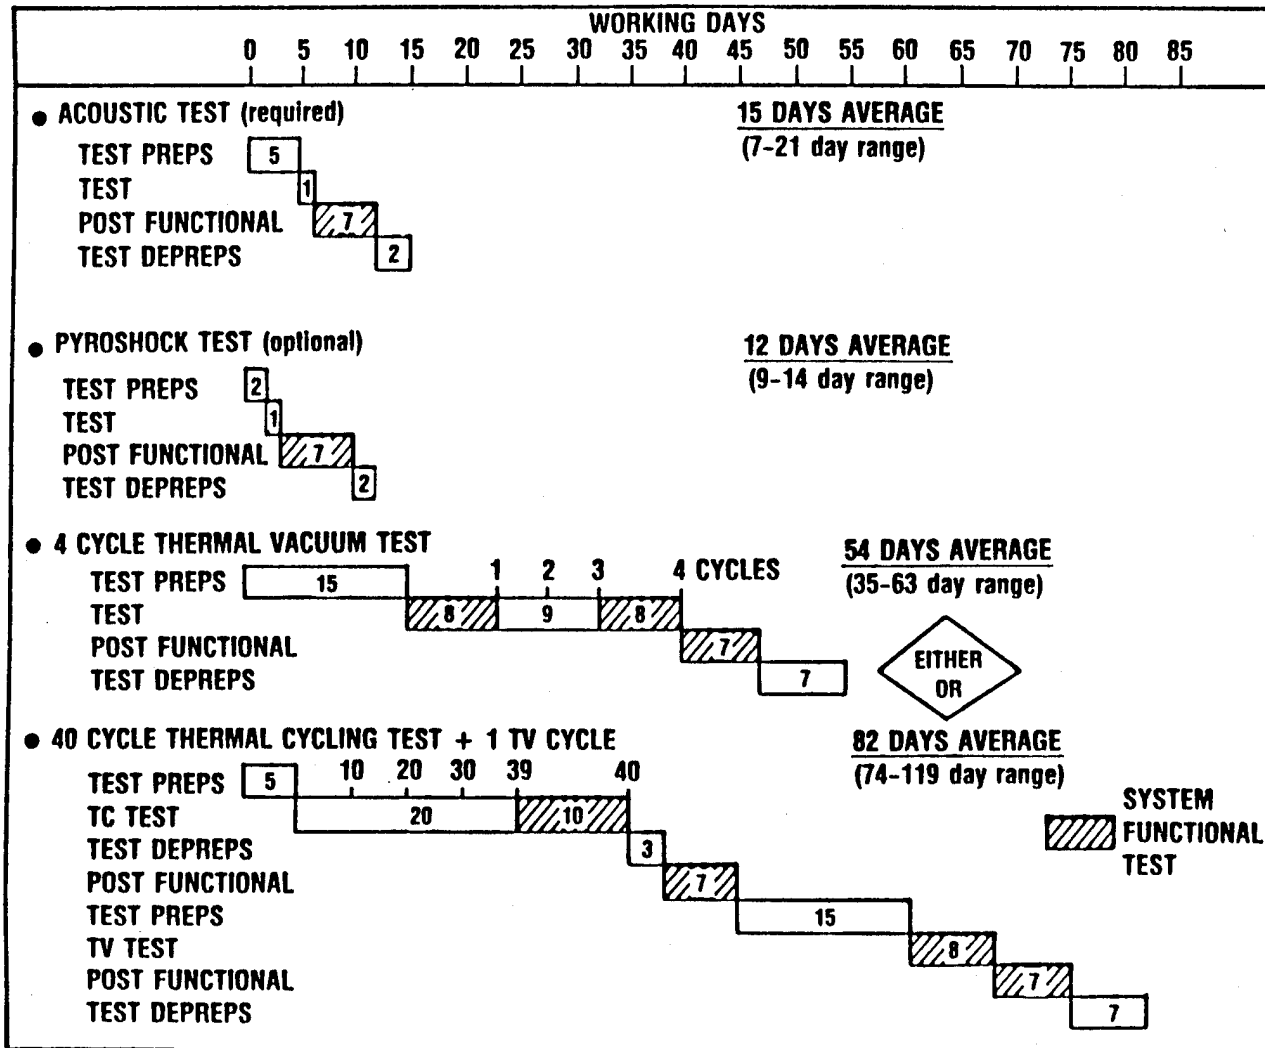 WORKING DAYS
0 5 10 15 20 25 30 35 40 45 50 55 60 65 70 75 80 85
● ACOUSTIC TEST (required)
15 DAYS AVERAGE
(7-21 day range)
TEST PREPS 5
TEST 1
POST FUNCTIONAL 7
TEST DEPREPS 2
● PYROSHOCK TEST (optional)
12 DAYS AVERAGE
(9-14 day range)
TEST PREPS 2
TEST 1
POST FUNCTIONAL 7
TEST DEPREPS 2
● 4 CYCLE THERMAL VACUUM TEST
54 DAYS AVERAGE
(35-63 day range)
TEST PREPS 15 1 2 3 4 CYCLES
TEST 8 9 8
POST FUNCTIONAL 7
TEST DEPREPS 7
EITHER
OR
● 40 CYCLE THERMAL CYCLING TEST + 1 TV CYCLE
82 DAYS AVERAGE
(74-119 day range)
TEST PREPS 5 10 20 30 39 40
TC TEST 20 10
TEST DEPREPS 3
POST FUNCTIONAL 7
TEST PREPS 15
TV TEST 8
POST FUNCTIONAL 7
TEST DEPREPS 7
SYSTEM
FUNCTIONAL
TEST